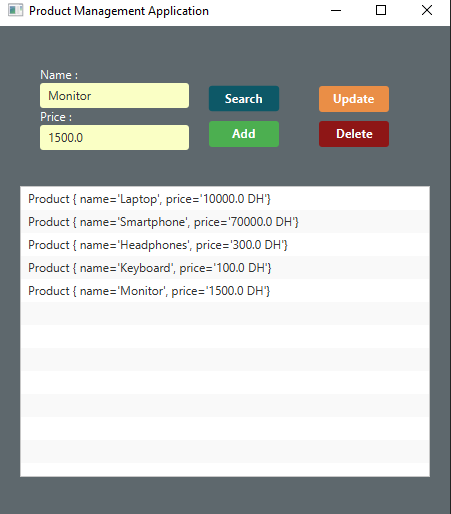 Product Management Application
Name :
Monitor
Price :
1500.0
Search
Update
Add
Delete
Product { name='Laptop', price='10000.0 DH'}
Product { name='Smartphone', price='70000.0 DH'}
Product { name='Headphones', price='300.0 DH'}
Product { name='Keyboard', price='100.0 DH'}
Product { name='Monitor', price='1500.0 DH'}